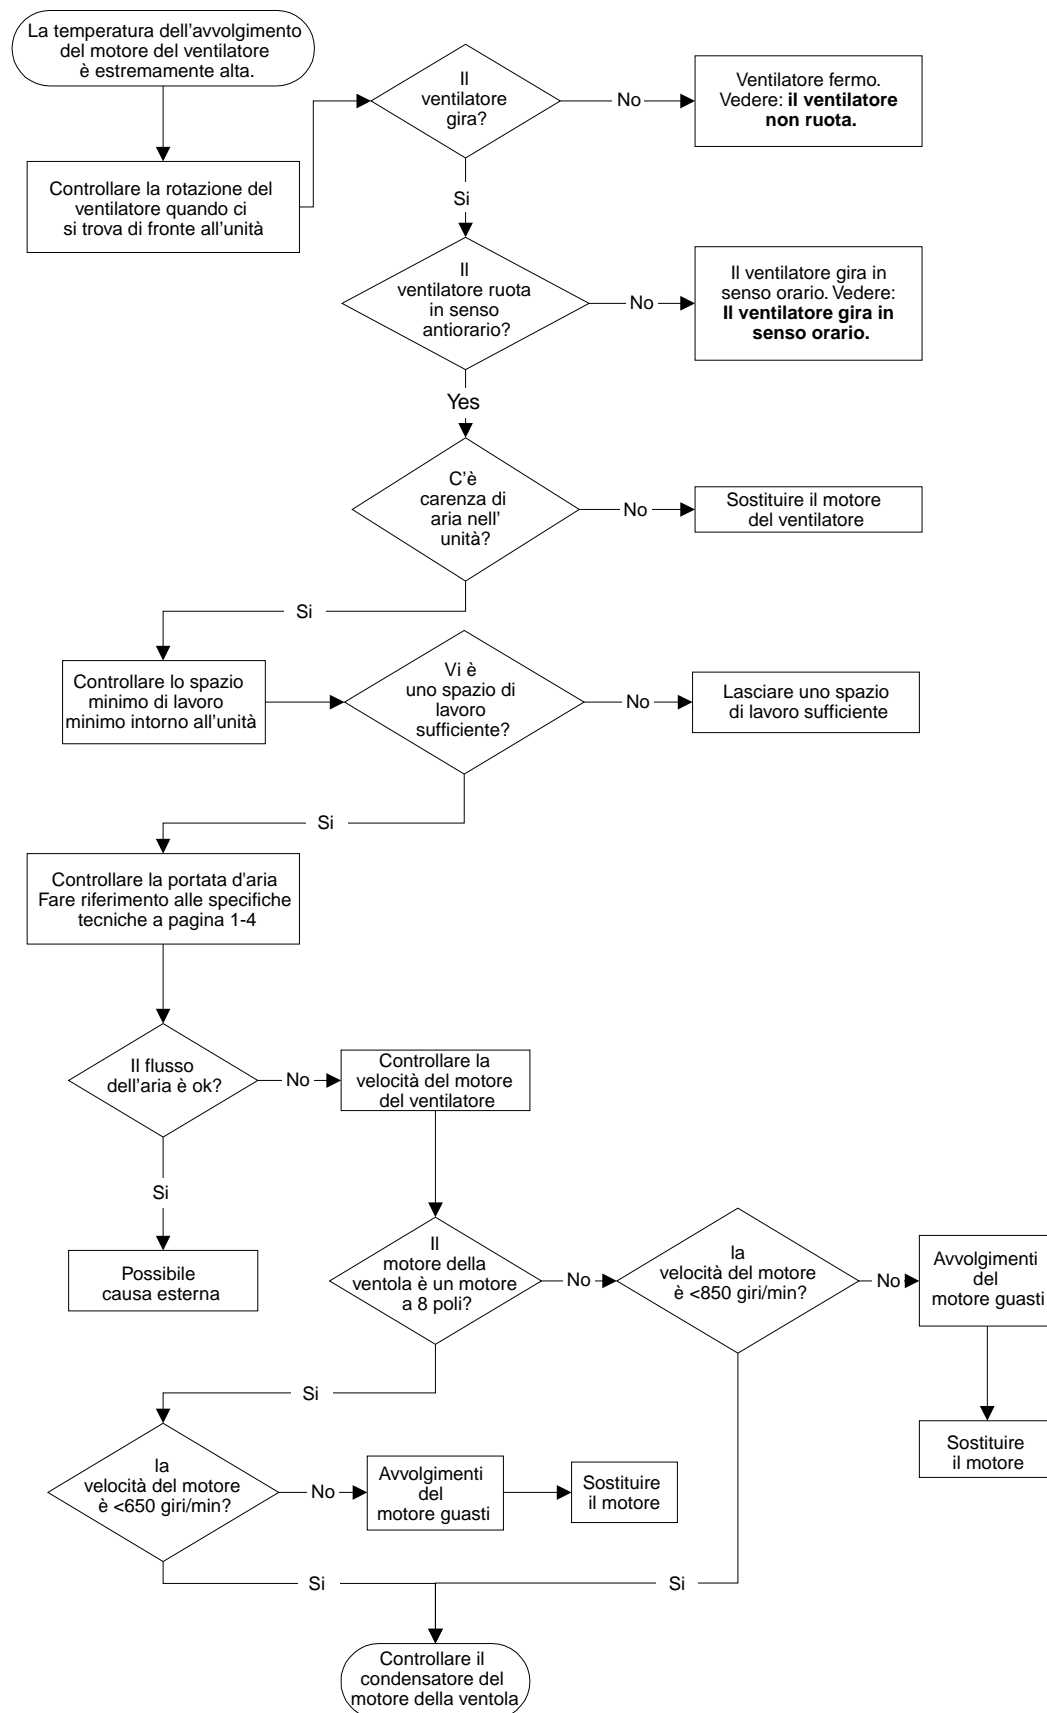 La temperatura dell'avvolgimento
del motore del ventilatore
è estremamente alta.
Il
ventilatore
gira?
No
Ventilatore fermo.
Vedere: il ventilatore
non ruota.
Controllare la rotazione del
ventilatore quando ci
si trova di fronte all'unità
Si
Il
ventilatore ruota
in senso
antiorario?
No
Il ventilatore gira in
senso orario. Vedere:
Il ventilatore gira in
senso orario.
Yes
C'è
carenza di
aria nell'
unità?
No
Sostituire il motore
del ventilatore
Si
Controllare lo spazio
minimo di lavoro
minimo intorno all'unità
Vi è
uno spazio di
lavoro
sufficiente?
No
Lasciare uno spazio
di lavoro sufficiente
Si
Controllare la portata d'aria
Fare riferimento alle specifiche
tecniche a pagina 1-4
Il flusso
dell'aria è ok?
No
Controllare la
velocità del motore
del ventilatore
Si
Possibile
causa esterna
Il
motore della
ventola è un motore
a 8 poli?
No
la
velocità del motore
è <850 giri/min?
No
Avvolgimenti
del
motore guasti
Sostituire
il motore
Si
la
velocità del motore
è <650 giri/min?
No
Avvolgimenti
del
motore guasti
Sostituire
il motore
Si
Si
Controllare il
condensatore del
motore della ventola